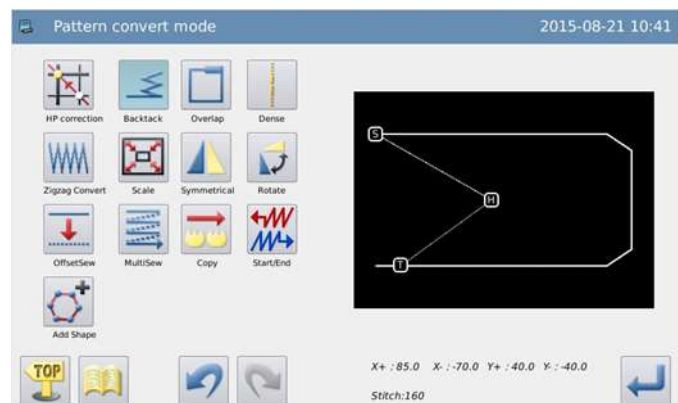 Pattern convert mode 2015-08-21 10:41
HP correction Backtack Overlap Dense
Zigzag Convert Scale Symmetrical Rotate
OffsetSew MultiSew Copy Start/End
Add Shape
S
H
T
TOP
X+ :85.0 X- :-70.0 Y+ :40.0 Y- :-40.0
Stitch:160